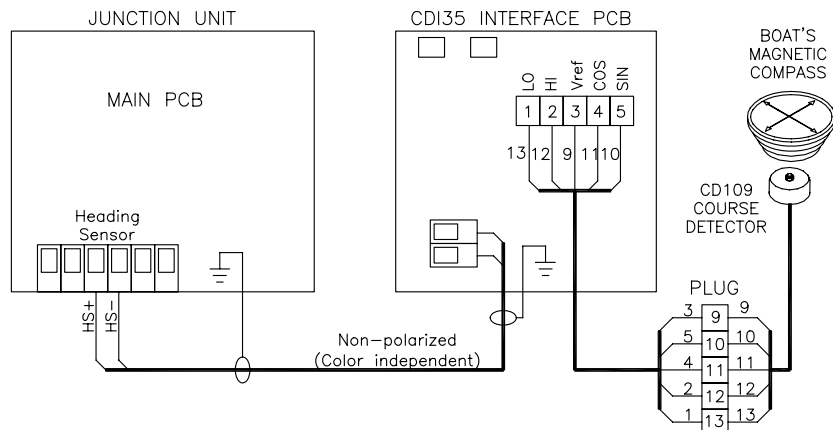 JUNCTION UNIT
CDI35 INTERFACE PCB
BOAT'S
MAGNETIC
COMPASS
MAIN PCB
LO
HI
Vref
COS
SIN
1 2 3 4 5
13 12 9 11 10
CD109
COURSE
DETECTOR
Heading
Sensor
HS+
HS-
Non-polarized
(Color independent)
PLUG
3 9 9
5 10 10
4 11 11
2 12 12
1 13 13